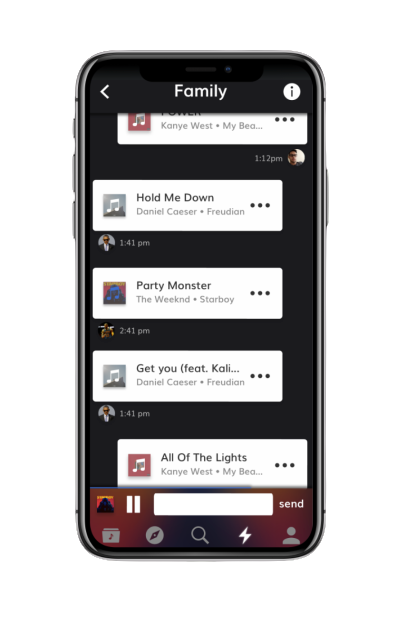 Family
POWER
Kanye West • My Bea...
1:12pm
Hold Me Down
Daniel Caeser • Freudian
1:41 pm
Party Monster
The Weeknd • Starboy
2:41 pm
Get you (feat. Kali...
Daniel Caeser • Freudian
1:41 pm
All Of The Lights
Kanye West • My Bea...
send